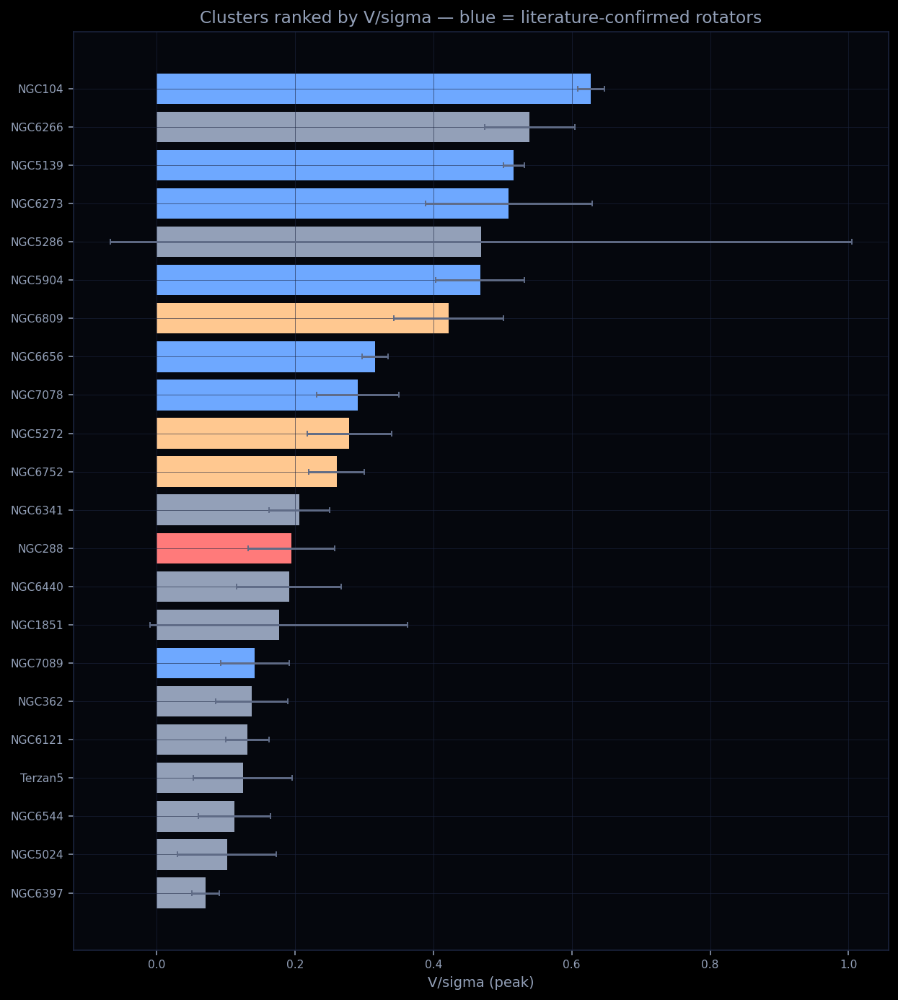 Clusters ranked by V/sigma — blue = literature-confirmed rotators
NGC104
NGC6266
NGC5139
NGC6273
NGC5286
NGC5904
NGC6809
NGC6656
NGC7078
NGC5272
NGC6752
NGC6341
NGC288
NGC6440
NGC1851
NGC7089
NGC362
NGC6121
Terzan5
NGC6544
NGC5024
NGC6397
0.0 0.2 0.4 0.6 0.8 1.0
V/sigma (peak)